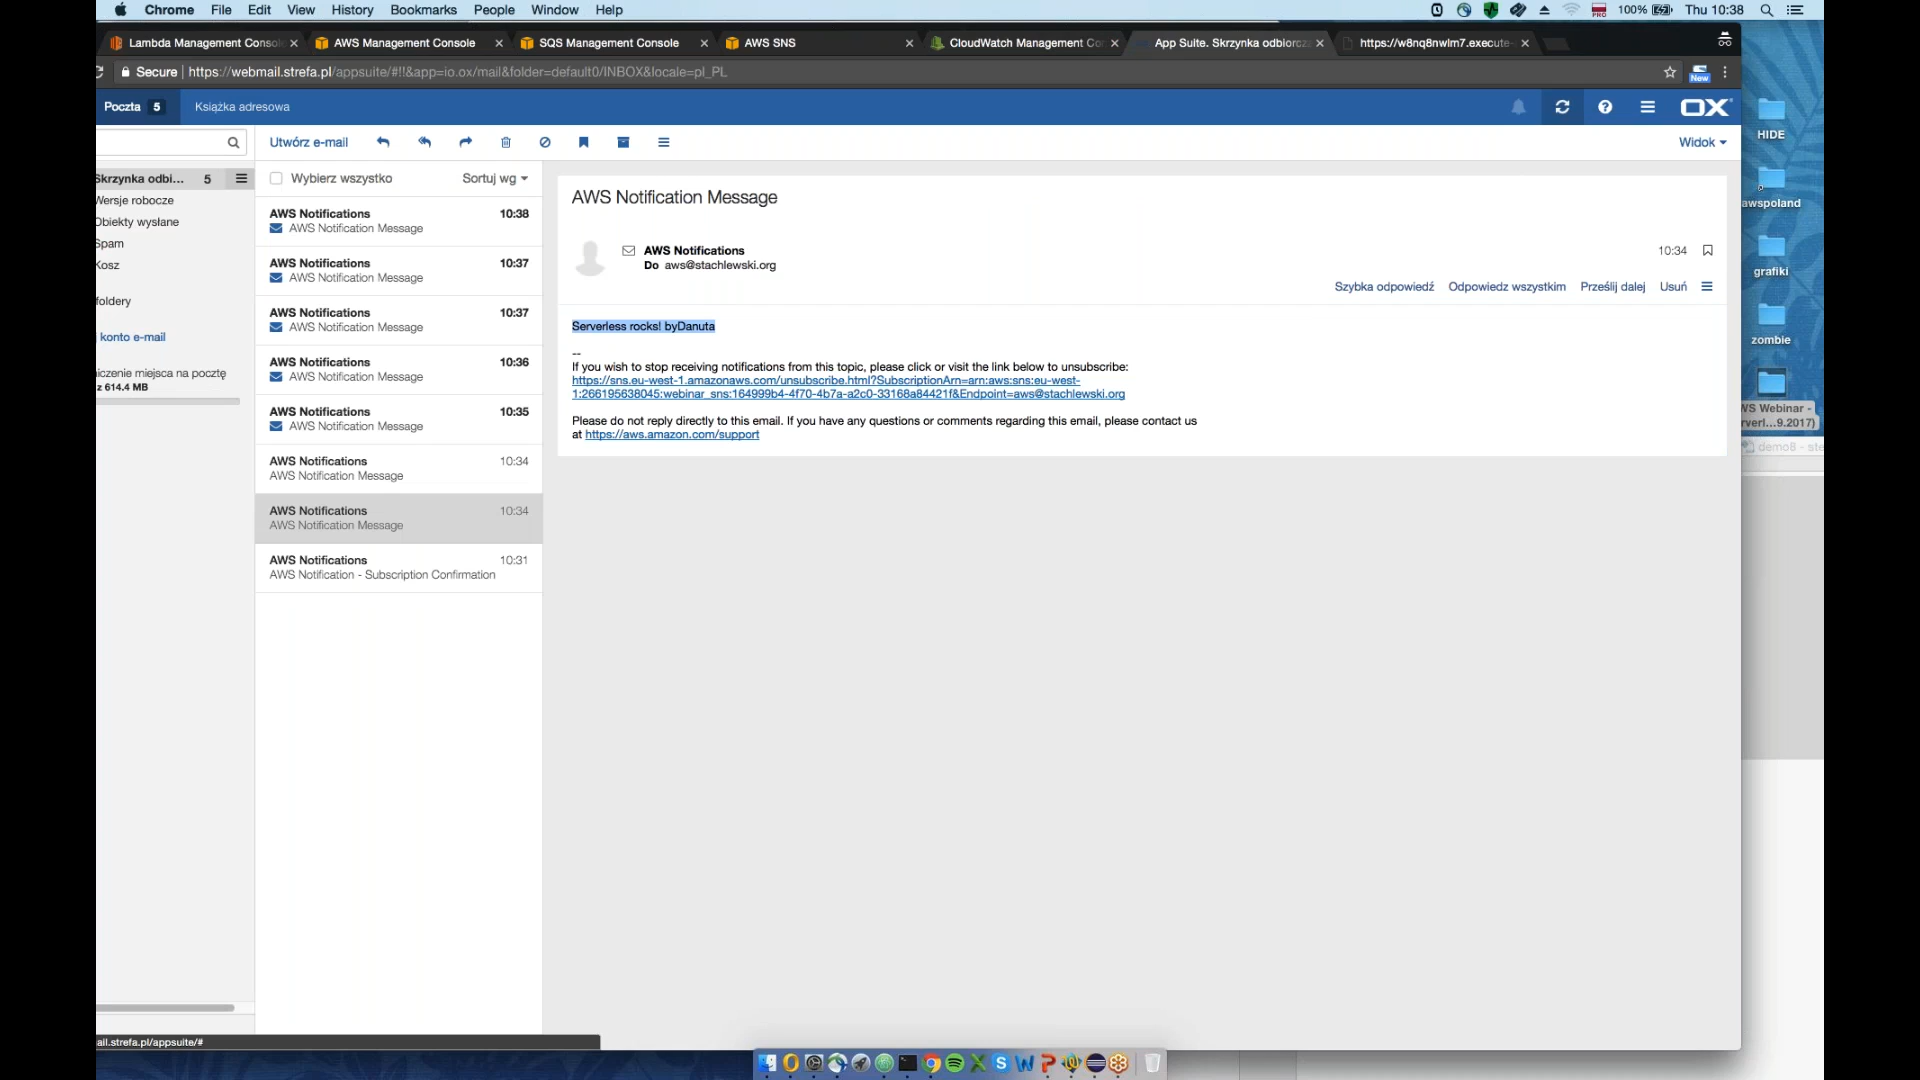 Chrome File Edit View History Bookmarks People Window Help
PRO 100% Thu 10:38
Lambda Management Consol
AWS Management Console
SQS Management Console
AWS SNS
CloudWatch Management Co
App Suite. Skrzynka odbiorcza
https://w8nq8nwlm7.execute-
Secure https://webmail.strefa.pl/appsuite/#!!&app=io.ox/mail&folder=default0/INBOX&locale=pl_PL
New
Poczta 5 Książka adresowa
OX
Utwórz e-mail
Widok
Skrzynka odbi... 5
Wersje robocze
Obiekty wysłane
Spam
Kosz
foldery
konto e-mail
iczenie miejsca na pocztę
z 614.4 MB
Wybierz wszystko Sortuj wg
AWS Notifications 10:38
AWS Notification Message
AWS Notifications 10:37
AWS Notification Message
AWS Notifications 10:37
AWS Notification Message
AWS Notifications 10:36
AWS Notification Message
AWS Notifications 10:35
AWS Notification Message
AWS Notifications 10:34
AWS Notification Message
AWS Notifications 10:34
AWS Notification Message
AWS Notifications 10:31
AWS Notification - Subscription Confirmation
AWS Notification Message
AWS Notifications 10:34
Do aws@stachlewski.org
Szybka odpowiedź Odpowiedz wszystkim Prześlij dalej Usuń
Serverless rocks! byDanuta
--
If you wish to stop receiving notifications from this topic, please click or visit the link below to unsubscribe:
https://sns.eu-west-1.amazonaws.com/unsubscribe.html?SubscriptionArn=arn:aws:sns:eu-west-
1:266195638045:webinar_sns:164999b4-4f70-4b7a-a2c0-33168a84421f&Endpoint=aws@stachlewski.org
Please do not reply directly to this email. If you have any questions or comments regarding this email, please contact us
at https://aws.amazon.com/support
HIDE
awspoland
grafiki
zombie
WS Webinar -
rverl...9.2017)
demo8 - ste
ail.strefa.pl/appsuite/#